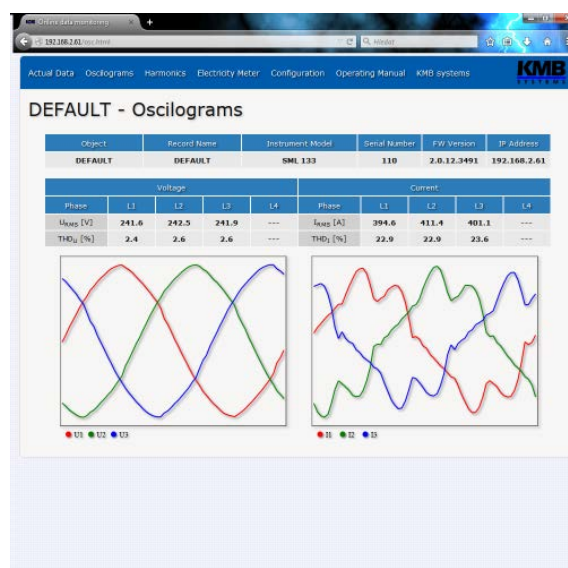 Online data monitoring
192.168.2.61/osc.html
Actual Data Oscilograms Harmonics Electricity Meter Configuration Operating Manual KMB systems
KMB
SYSTEMS
DEFAULT - Oscilograms
Object Record Name Instrument Model Serial Number FW Version IP Address
DEFAULT DEFAULT SML 133 110 2.0.12.3491 192.168.2.61
Voltage Current
Phase L1 L2 L3 L4 Phase L1 L2 L3 L4
URMS [V] 241.6 242.5 241.9 --- IRMS [A] 394.6 411.4 401.1 ---
THDU [%] 2.4 2.6 2.6 --- THDI [%] 22.9 22.9 23.6 ---
U1 U2 U3 I1 I2 I3